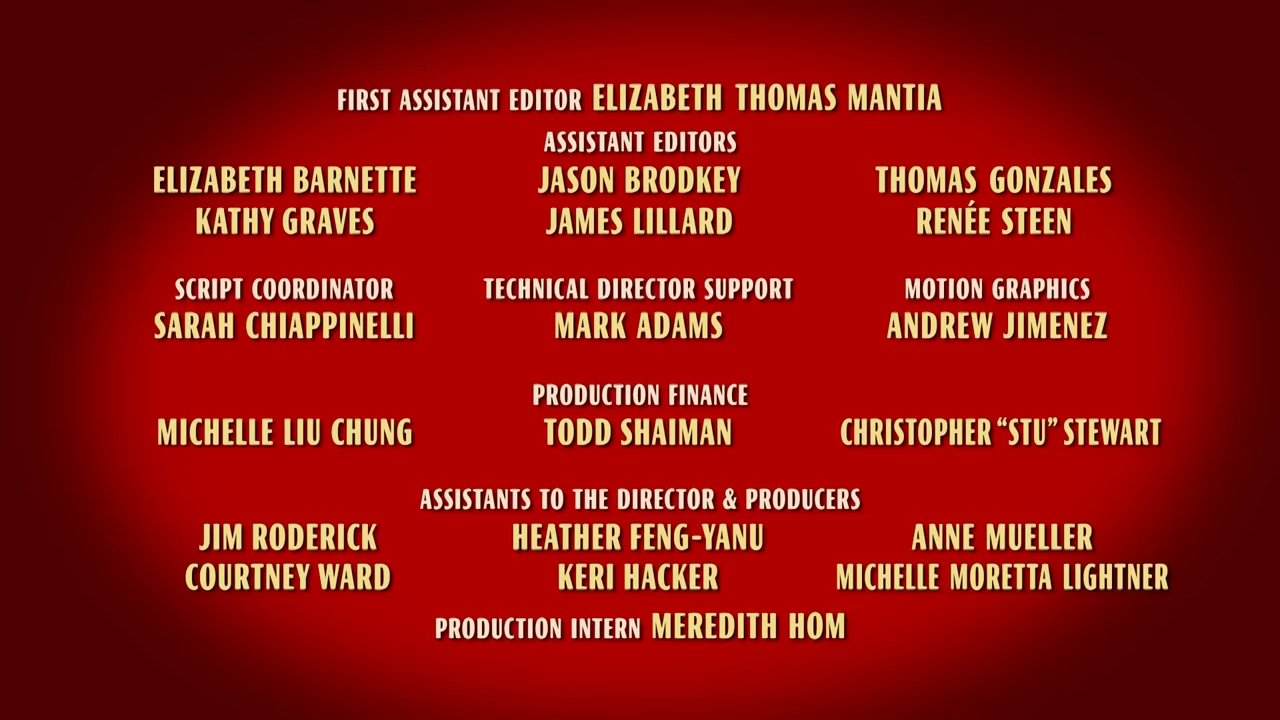 FIRST ASSISTANT EDITOR ELIZABETH THOMAS MANTIA
ASSISTANT EDITORS
ELIZABETH BARNETTE JASON BRODKEY THOMAS GONZALES
KATHY GRAVES JAMES LILLARD RENÉE STEEN
SCRIPT COORDINATOR TECHNICAL DIRECTOR SUPPORT MOTION GRAPHICS
SARAH CHIAPPINELLI MARK ADAMS ANDREW JIMENEZ
PRODUCTION FINANCE
MICHELLE LIU CHUNG TODD SHAIMAN CHRISTOPHER “STU” STEWART
ASSISTANTS TO THE DIRECTOR & PRODUCERS
JIM RODERICK HEATHER FENG-YANU ANNE MUELLER
COURTNEY WARD KERI HACKER MICHELLE MORETTA LIGHTNER
PRODUCTION INTERN MEREDITH HOM